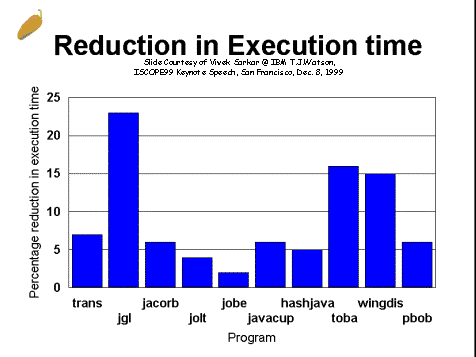 Reduction in Execution time
Slide Courtesy of Vivek Sarkar @ IBM T.J.Watson,
ISCOPE99 Keynote Speech, San Francisco, Dec. 8, 1999
Percentage reduction in execution time
25
20
15
10
5
0
trans jacorb jobe hashjava wingdis
jgl jolt javacup toba pbob
Program